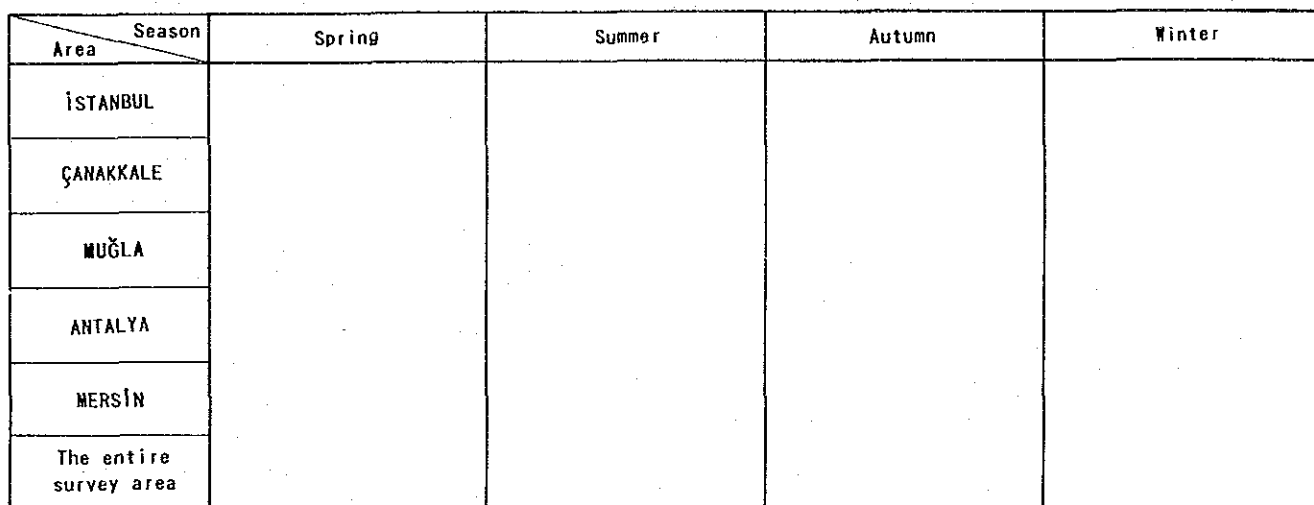 Season
Area
Spring
Summer
Autumn
Winter
İSTANBUL
ÇANAKKALE
MUĞLA
ANTALYA
MERSİN
The entire
survey area